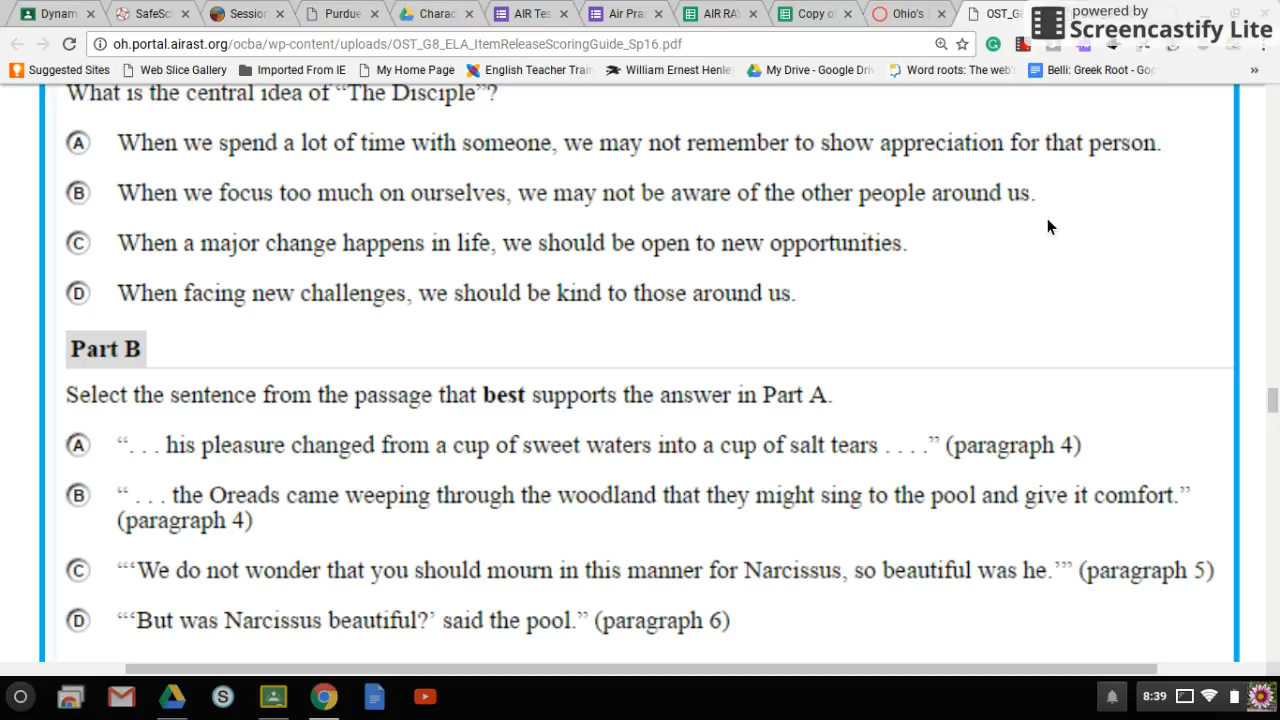 Dynam
SafeSc
Session
Purdue
Charac
AIR Tes
Air Pra
AIR RA
Copy o
Ohio's
OST_G
powered by
Screencastify Lite
oh.portal.airast.org/ocba/wp-content/uploads/OST_G8_ELA_ItemReleaseScoringGuide_Sp16.pdf
Suggested Sites
Web Slice Gallery
Imported From IE
My Home Page
English Teacher Train
William Ernest Henle
My Drive - Google Dri
Word roots: The web's
Belli: Greek Root - Goo
»
What is the central idea of “The Disciple”?
A When we spend a lot of time with someone, we may not remember to show appreciation for that person.
B When we focus too much on ourselves, we may not be aware of the other people around us.
C When a major change happens in life, we should be open to new opportunities.
D When facing new challenges, we should be kind to those around us.
Part B
Select the sentence from the passage that best supports the answer in Part A.
A “. . . his pleasure changed from a cup of sweet waters into a cup of salt tears . . . .” (paragraph 4)
B “ . . . the Oreads came weeping through the woodland that they might sing to the pool and give it comfort.”
(paragraph 4)
C “‘We do not wonder that you should mourn in this manner for Narcissus, so beautiful was he.’” (paragraph 5)
D “‘But was Narcissus beautiful?’ said the pool.” (paragraph 6)
8:39